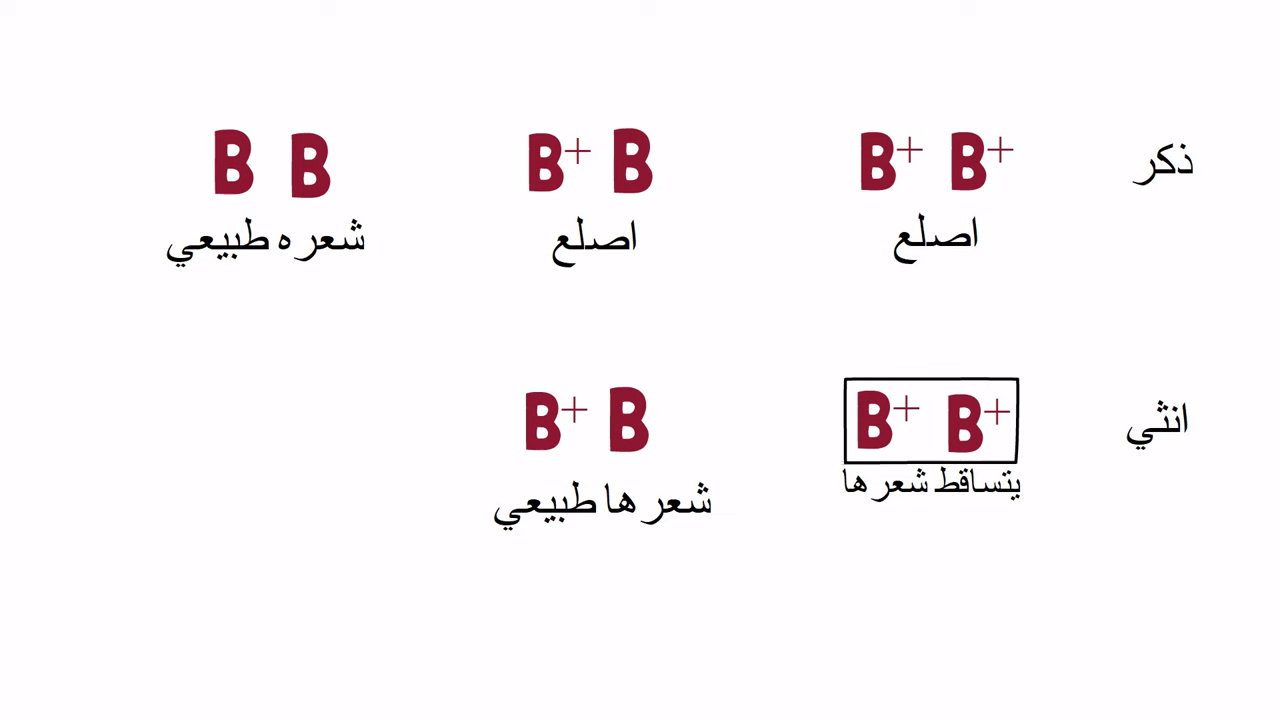 ذكر
B+ B+
B+ B
B B
اصلع
اصلع
شعره طبيعي
انثي
B+ B+
B+ B
يتساقط شعرها
شعرها طبيعي